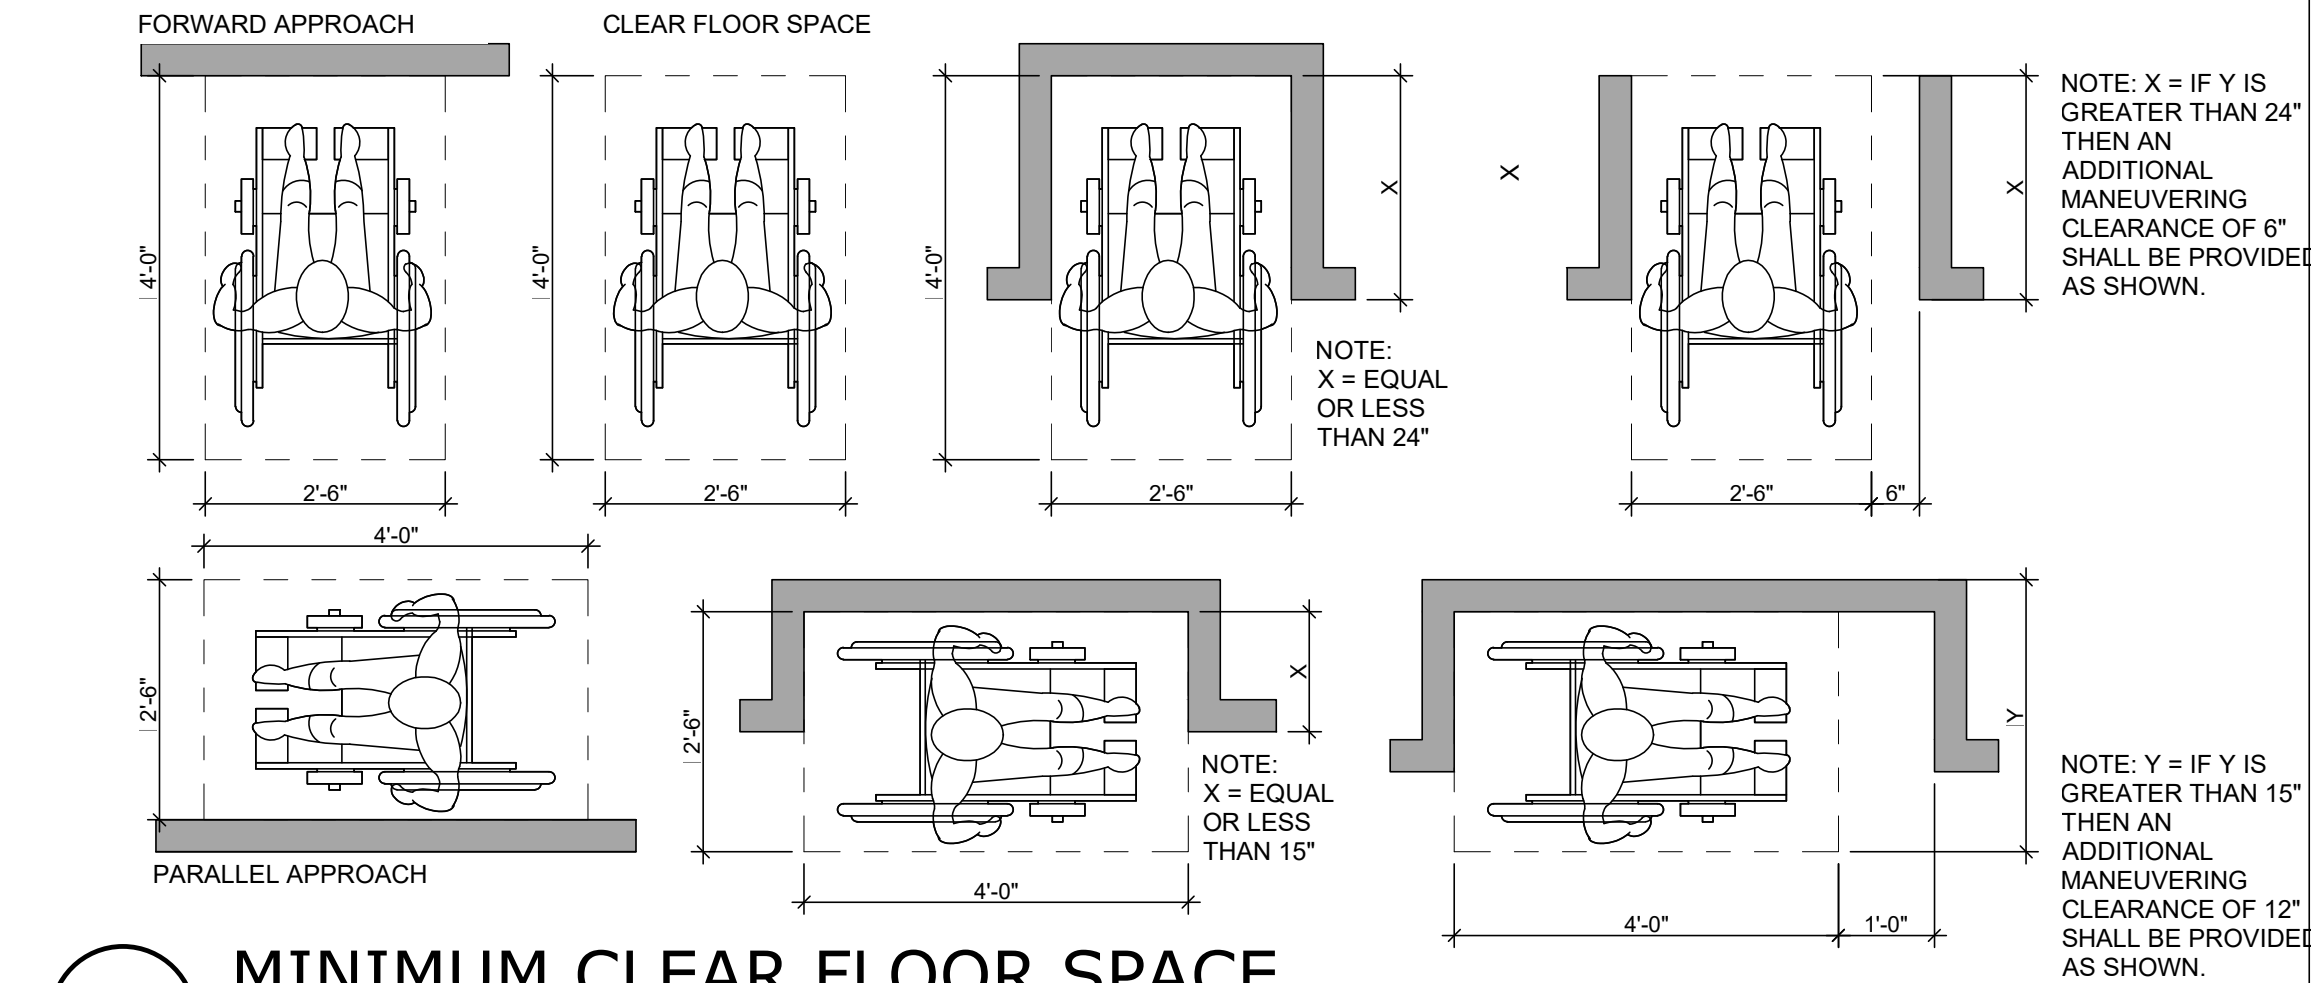 FORWARD APPROACH
CLEAR FLOOR SPACE
4'-0"
2'-6"
4'-0"
2'-6"
4'-0"
2'-6"
X
NOTE:
X = EQUAL
OR LESS
THAN 24"
X
2'-6"
6"
X
NOTE: X = IF Y IS
GREATER THAN 24"
THEN AN
ADDITIONAL
MANEUVERING
CLEARANCE OF 6"
SHALL BE PROVIDED
AS SHOWN.
4'-0"
2'-6"
PARALLEL APPROACH
2'-6"
4'-0"
X
NOTE:
X = EQUAL
OR LESS
THAN 15"
4'-0"
1'-0"
Y
NOTE: Y = IF Y IS
GREATER THAN 15"
THEN AN
ADDITIONAL
MANEUVERING
CLEARANCE OF 12"
SHALL BE PROVIDED
AS SHOWN.
MINIMUM CLEAR FLOOR SPACE